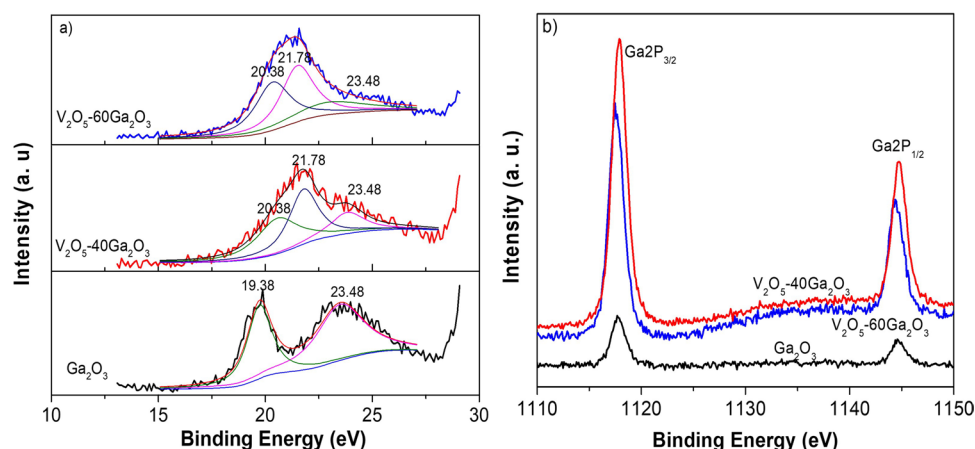 a)
21.78
20.38
23.48
V₂O₅-60Ga₂O₃
21.78
23.48
20.38
V₂O₅-40Ga₂O₃
19.38
23.48
Ga₂O₃
10 15 20 25 30
Binding Energy (eV)
Intensity (a. u)
b)
Ga2P₃/₂
Ga2P₁/₂
V₂O₅-40Ga₂O₃
V₂O₅-60Ga₂O₃
Ga₂O₃
1110 1120 1130 1140 1150
Binding Energy (eV)
Intensity (a. u.)